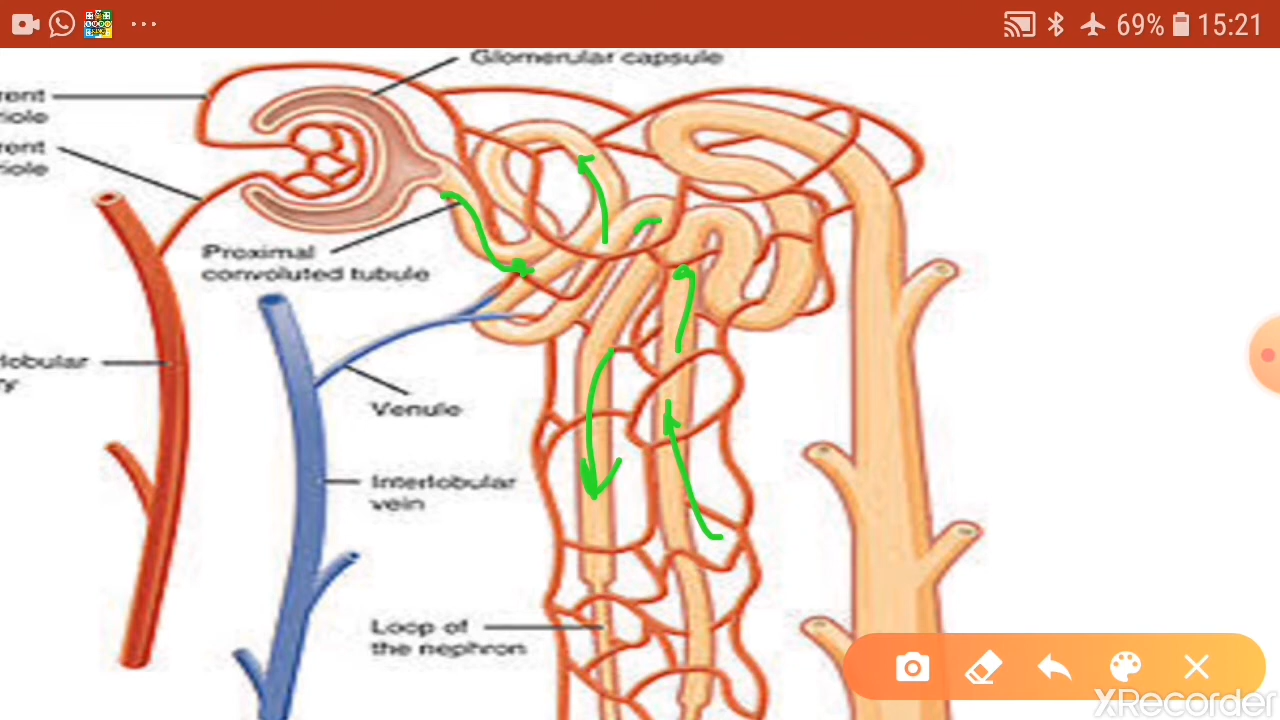 69% 15:21
Glomerular capsule
rent
riole
rent
riole
Proximal
convoluted tubule
lobular
ry
Venule
Interlobular
vein
Loop of
the nephron
XRecorder